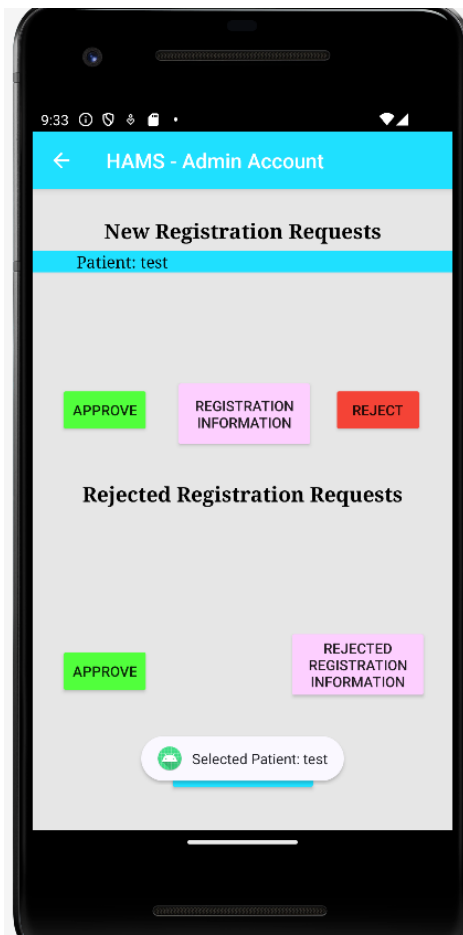 9:33
HAMS - Admin Account
New Registration Requests
Patient: test
APPROVE
REGISTRATION
INFORMATION
REJECT
Rejected Registration Requests
APPROVE
REJECTED
REGISTRATION
INFORMATION
Selected Patient: test